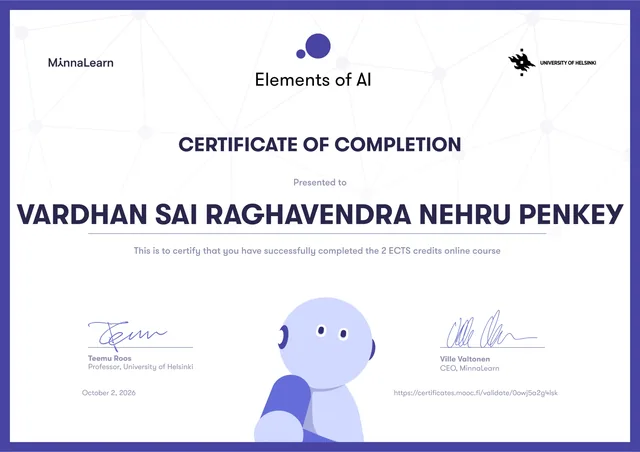 MinnaLearn
Elements of AI
UNIVERSITY OF HELSINKI
CERTIFICATE OF COMPLETION
Presented to
VARDHAN SAI RAGHAVENDRA NEHRU PENKEY
This is to certify that you have successfully completed the 2 ECTS credits online course
Teemu Roos
Professor, University of Helsinki
Ville Valtonen
CEO, MinnaLearn
October 2, 2026
https://certificates.mooc.fi/validate/0owj5a2g4lsk